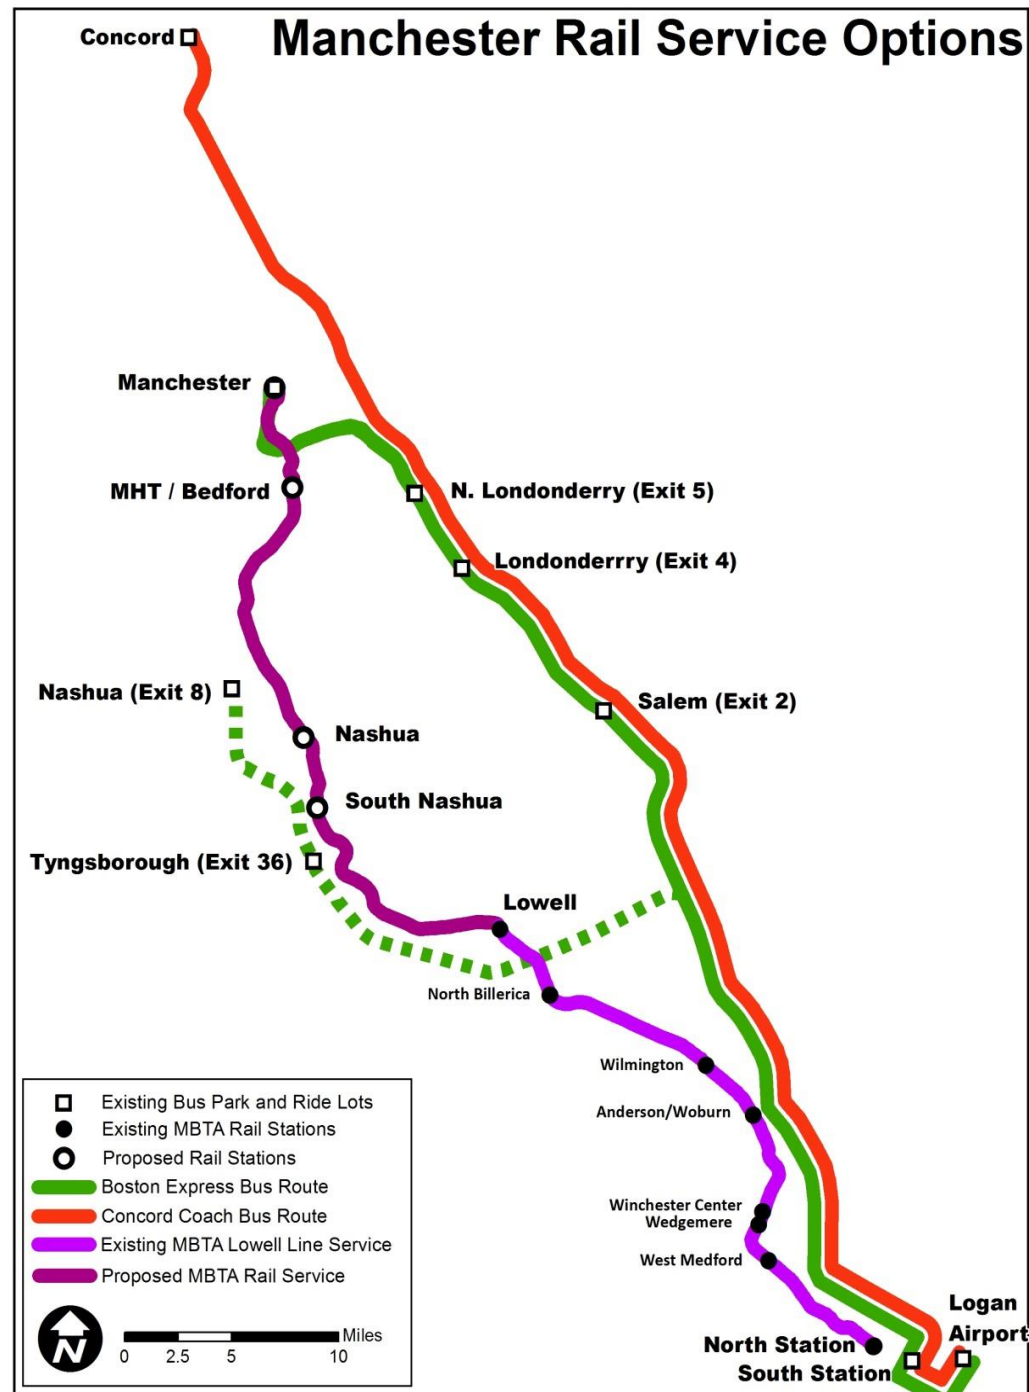 Manchester Rail Service Options
Concord
Manchester
MHT / Bedford
N. Londonderry (Exit 5)
Londonderrry (Exit 4)
Nashua (Exit 8)
Salem (Exit 2)
Nashua
South Nashua
Tyngsborough (Exit 36)
Lowell
North Billerica
Wilmington
Anderson/Woburn
Winchester Center
Wedgemere
West Medford
Logan
Airport
North Station
South Station
Existing Bus Park and Ride Lots
Existing MBTA Rail Stations
Proposed Rail Stations
Boston Express Bus Route
Concord Coach Bus Route
Existing MBTA Lowell Line Service
Proposed MBTA Rail Service
N
Miles
0 2.5 5 10